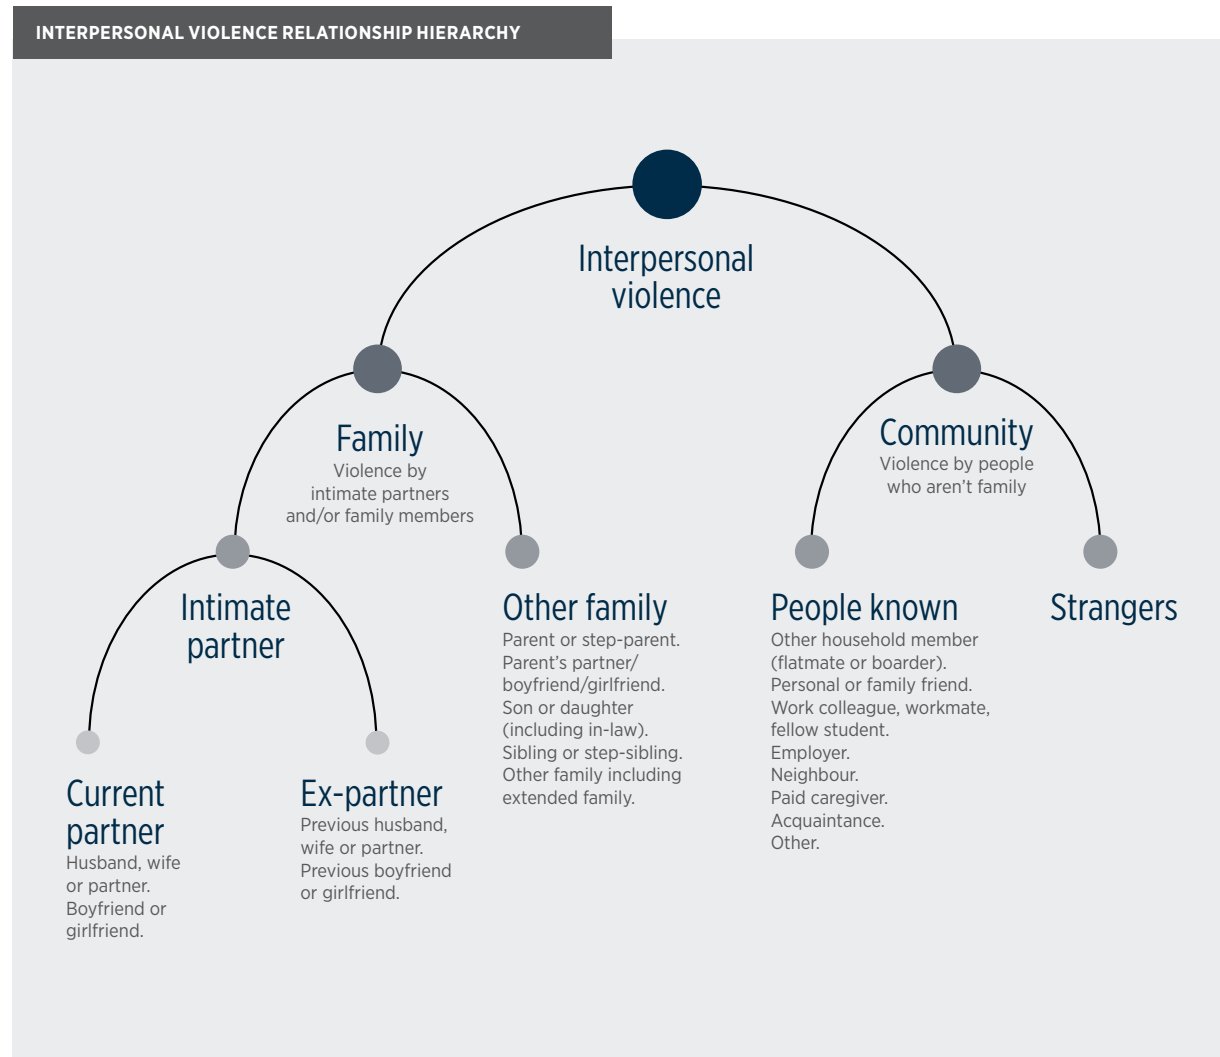 INTERPERSONAL VIOLENCE RELATIONSHIP HIERARCHY
Interpersonal
violence
Family
Violence by
intimate partners
and/or family members
Community
Violence by people
who aren't family
Intimate
partner
Other family
Parent or step-parent.
Parent's partner/
boyfriend/girlfriend.
Son or daughter
(including in-law).
Sibling or step-sibling.
Other family including
extended family.
People known
Other household member
(flatmate or boarder).
Personal or family friend.
Work colleague, workmate,
fellow student.
Employer.
Neighbour.
Paid caregiver.
Acquaintance.
Other.
Strangers
Current
partner
Husband, wife
or partner.
Boyfriend or
girlfriend.
Ex-partner
Previous husband,
wife or partner.
Previous boyfriend
or girlfriend.